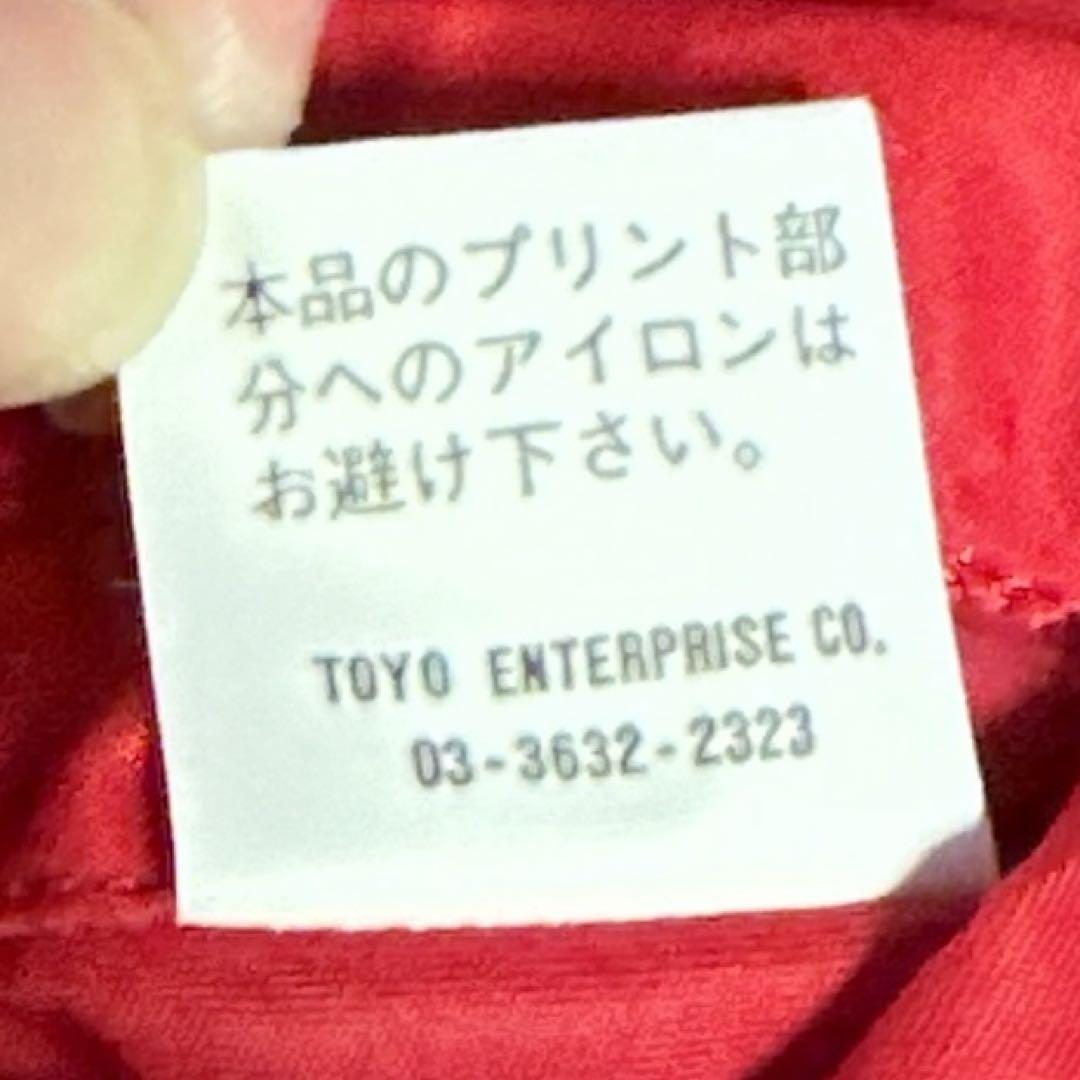 本品のプリント部
分へのアイロンは
お避け下さい。
TOYO ENTERPRISE CO.
03-3632-2323